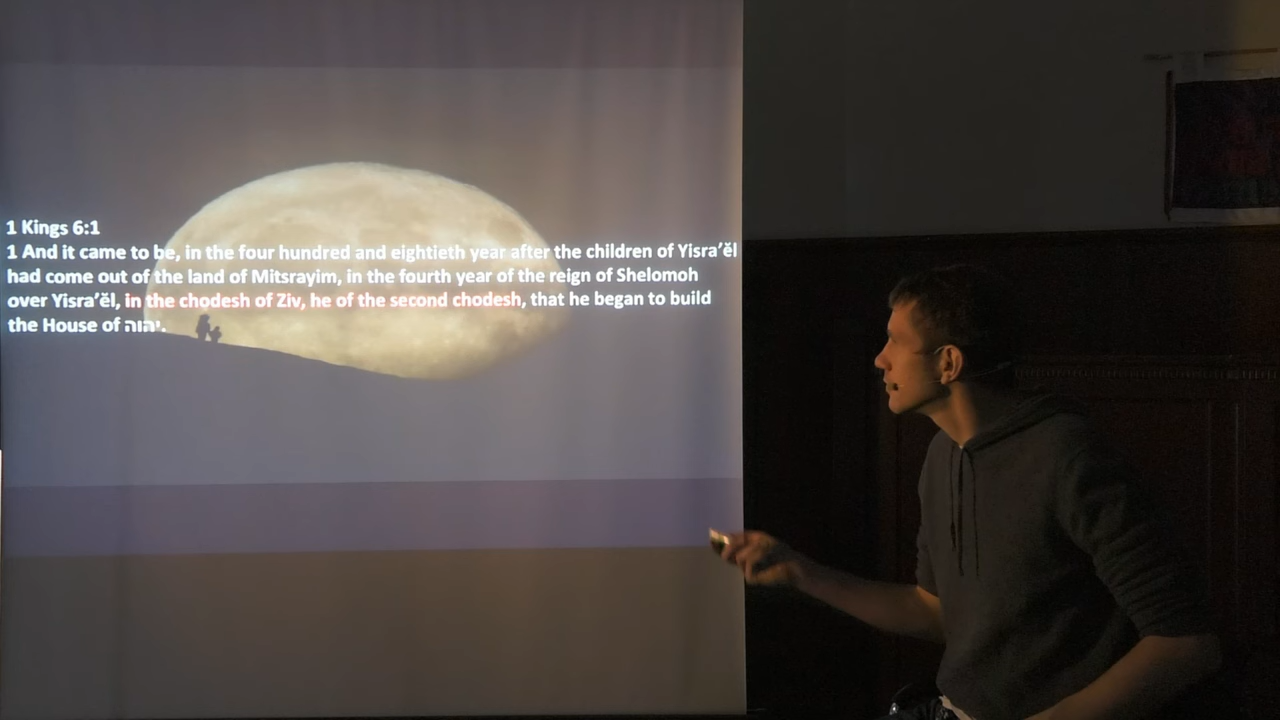 1 Kings 6:1
1 And it came to be, in the four hundred and eightieth year after the children of Yisra’ěl
had come out of the land of Mitsrayim, in the fourth year of the reign of Shelomoh
over Yisra’ěl, in the chodesh of Ziv, he of the second chodesh, that he began to build
the House of יהוה.